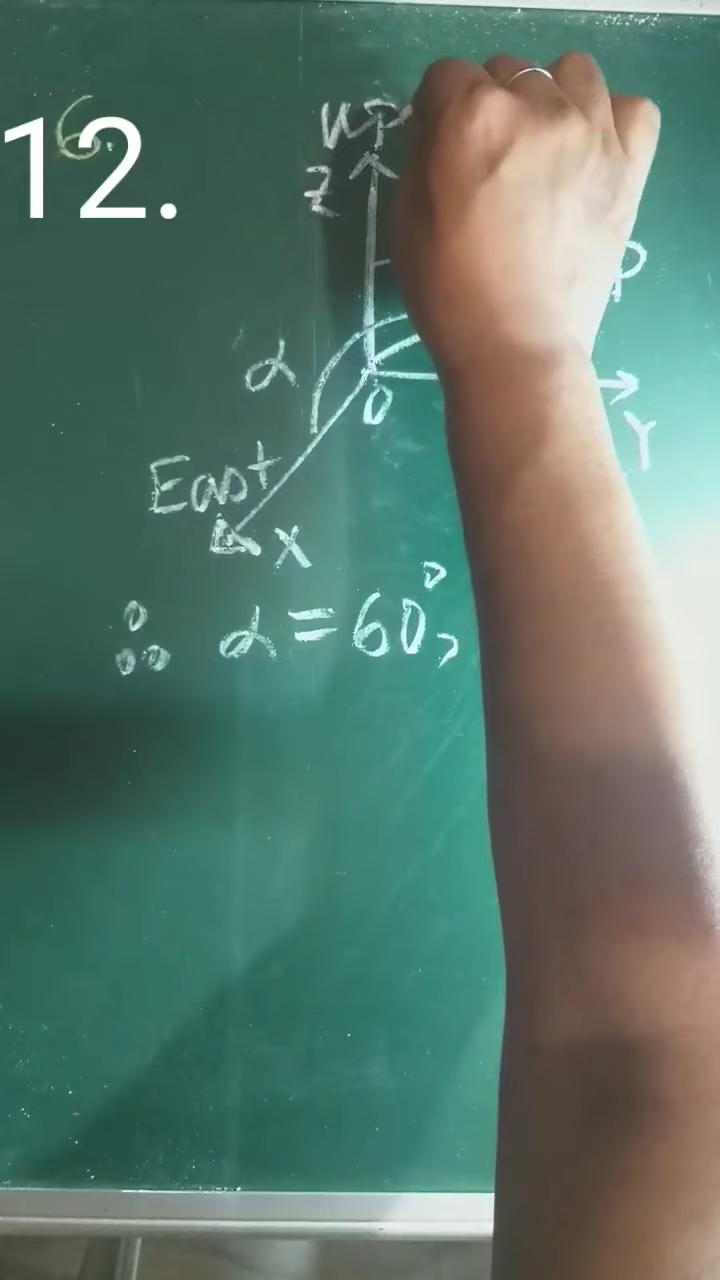 12.
6.
UP
Z
P
α
O
Y
East
X
∴ α = 60°,